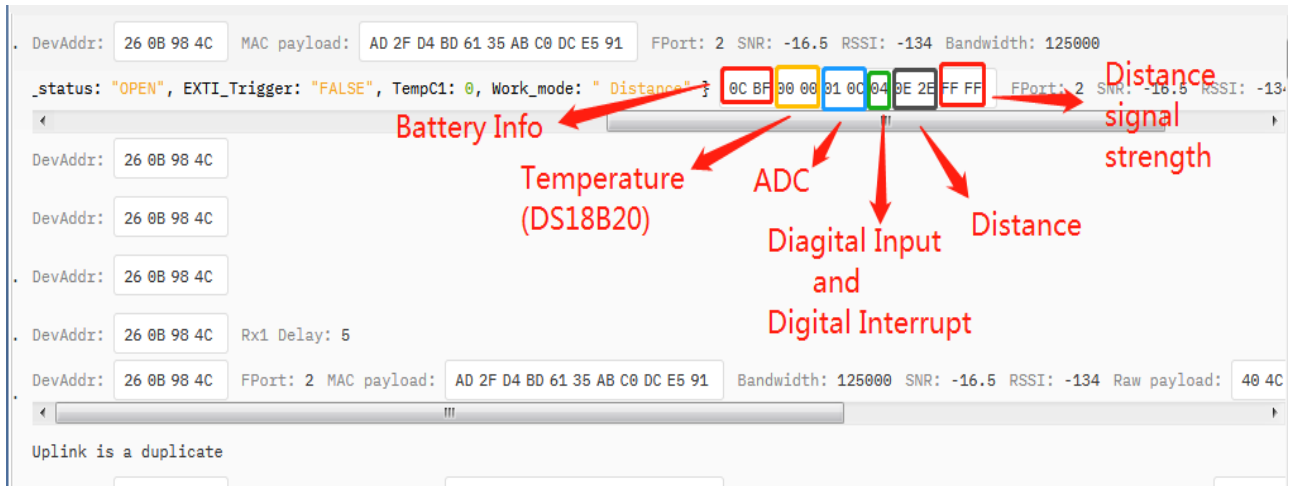 . DevAddr: 26 0B 98 4C MAC payload: AD 2F D4 BD 61 35 AB C0 DC E5 91 FPort: 2 SNR: -16.5 RSSI: -134 Bandwidth: 125000
_status: "OPEN", EXTI_Trigger: "FALSE", TempC1: 0, Work_mode: " Distance" } 0C BF 00 00 01 0C 04 0E 2E FF FF FPort: 2 SNR: -16.5 RSSI: -134
Distance
signal
strength
Battery Info
DevAddr: 26 0B 98 4C
Temperature
(DS18B20)
ADC
DevAddr: 26 0B 98 4C
Distance
Diagital Input
and
Digital Interrupt
. DevAddr: 26 0B 98 4C
. DevAddr: 26 0B 98 4C Rx1 Delay: 5
DevAddr: 26 0B 98 4C FPort: 2 MAC payload: AD 2F D4 BD 61 35 AB C0 DC E5 91 Bandwidth: 125000 SNR: -16.5 RSSI: -134 Raw payload: 40 4C
.
Uplink is a duplicate